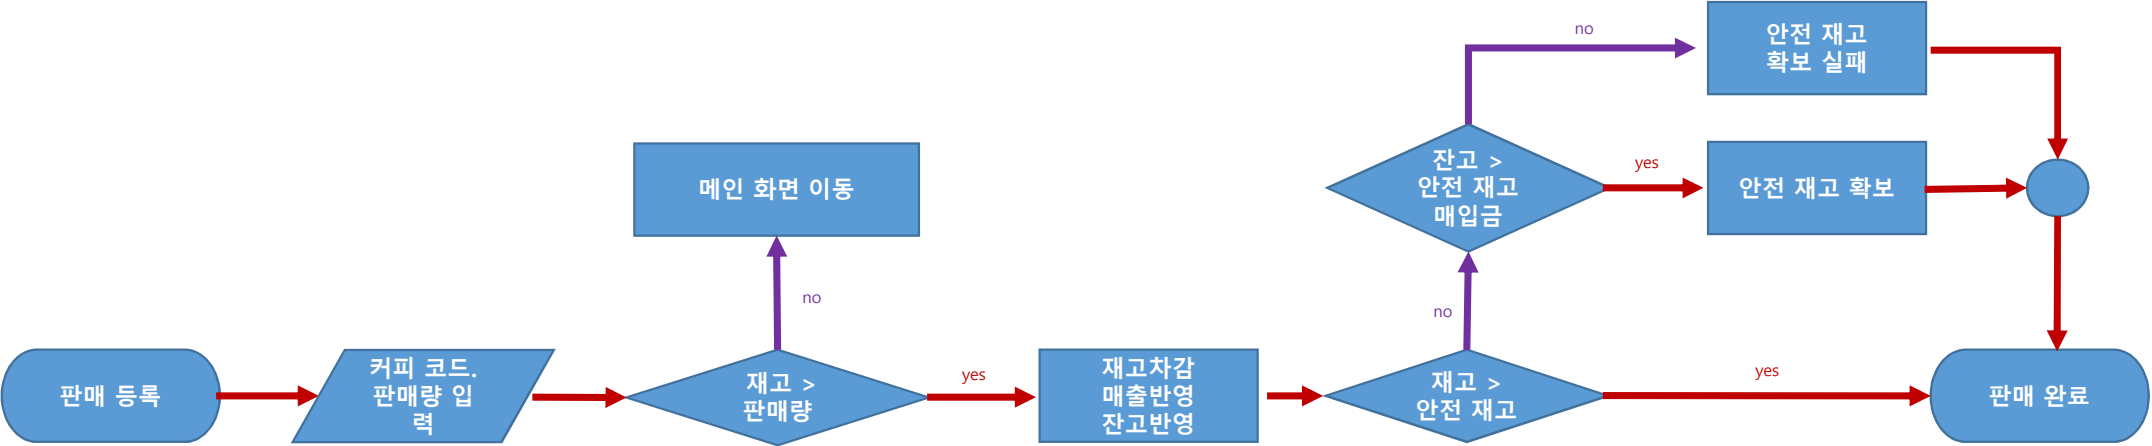 판매 등록
커피 코드.
판매량 입
력
재고 >
판매량
no
메인 화면 이동
yes
재고차감
매출반영
잔고반영
재고 >
안전 재고
no
잔고 >
안전 재고
매입금
no
안전 재고
확보 실패
yes
안전 재고 확보
yes
판매 완료